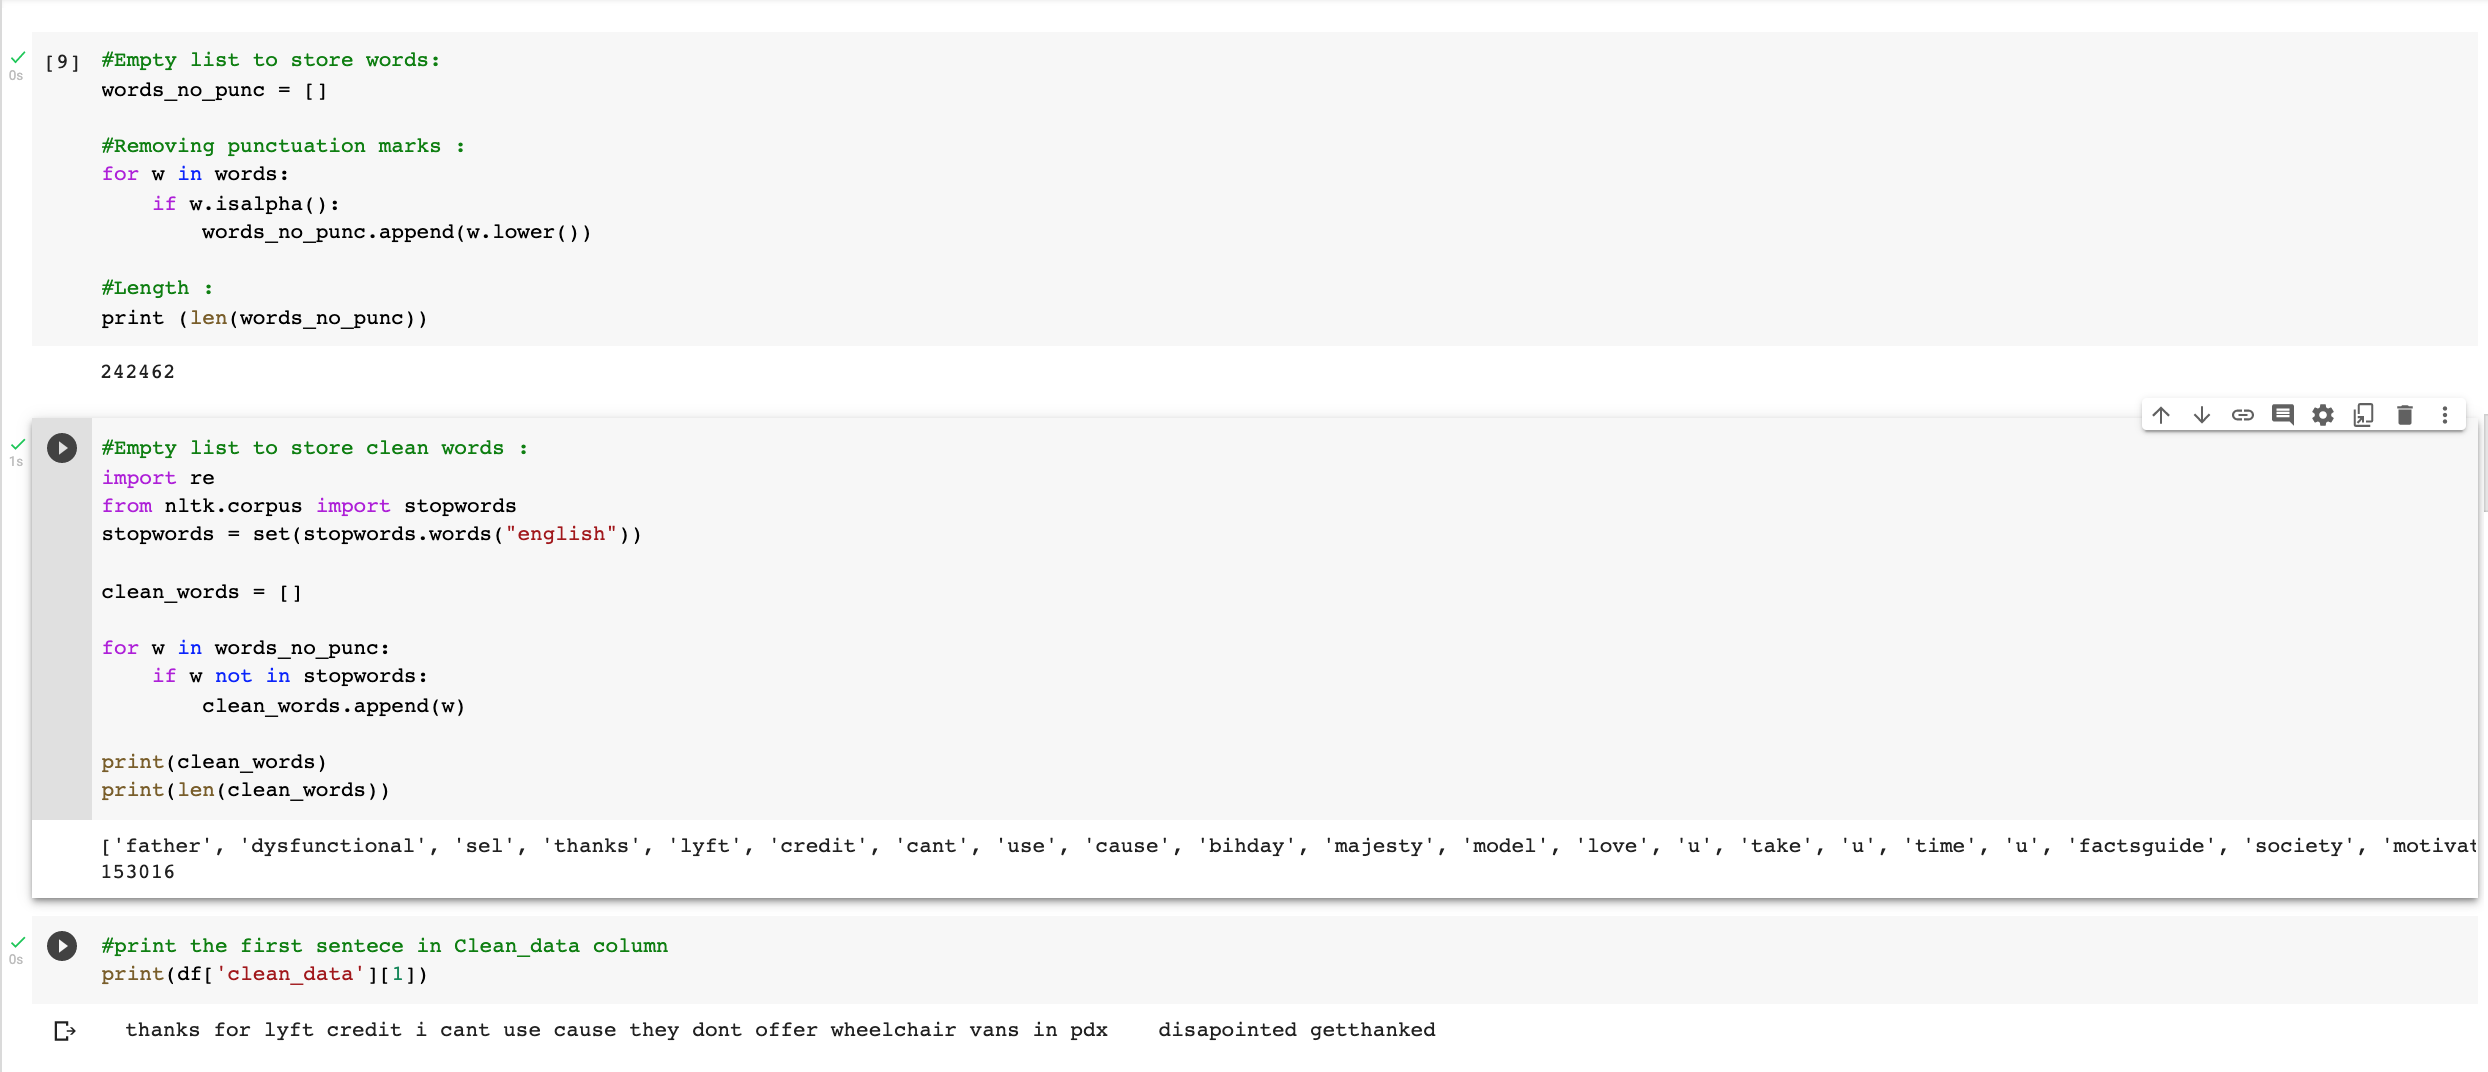 [9] #Empty list to store words:
words_no_punc = []
#Removing punctuation marks :
for w in words:
    if w.isalpha():
        words_no_punc.append(w.lower())
#Length :
print (len(words_no_punc))
0s
242462
#Empty list to store clean words :
import re
from nltk.corpus import stopwords
stopwords = set(stopwords.words("english"))
clean_words = []
for w in words_no_punc:
    if w not in stopwords:
        clean_words.append(w)
print(clean_words)
print(len(clean_words))
1s
['father', 'dysfunctional', 'sel', 'thanks', 'lyft', 'credit', 'cant', 'use', 'cause', 'bihday', 'majesty', 'model', 'love', 'u', 'take', 'u', 'time', 'u', 'factsguide', 'society', 'motivat
153016
#print the first sentece in Clean_data column
print(df['clean_data'][1])
0s
thanks for lyft credit i cant use cause they dont offer wheelchair vans in pdx    disapointed getthanked